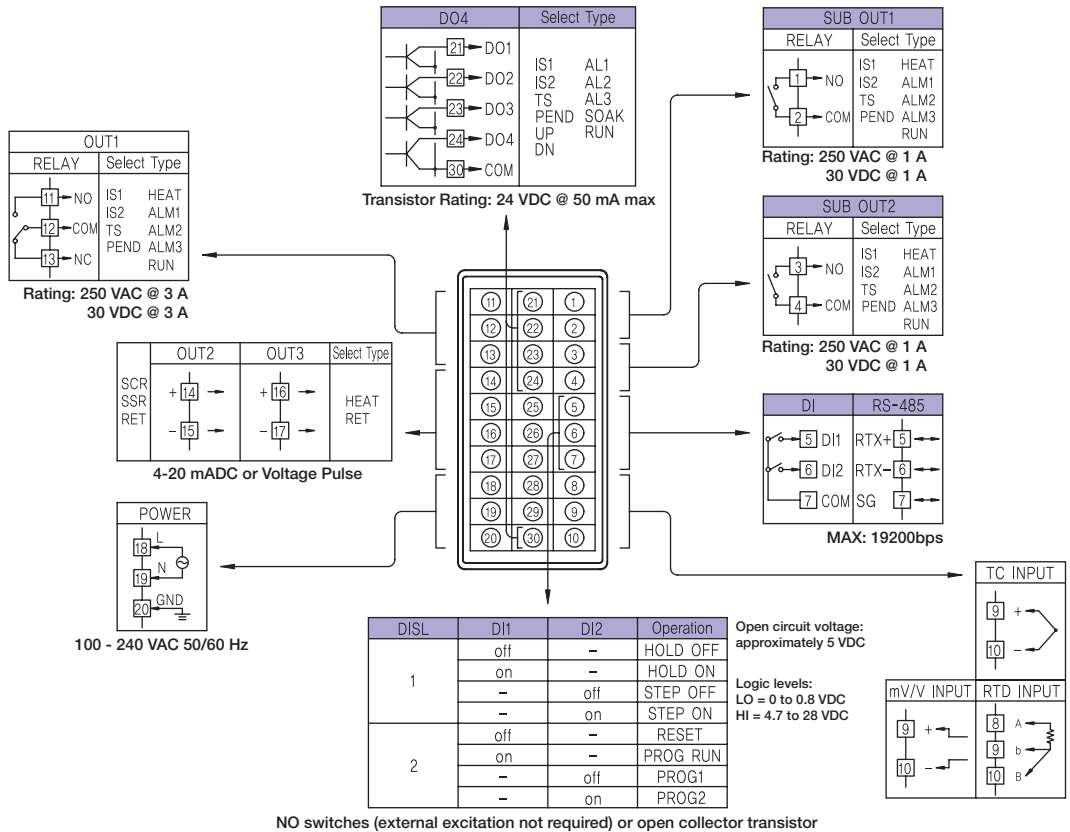 DO4 Select Type
21 DO1
22 DO2
23 DO3
24 DO4
30 COM
IS1 AL1
IS2 AL2
TS AL3
PEND SOAK
UP RUN
DN
Transistor Rating: 24 VDC @ 50 mA max
SUB OUT1
RELAY Select Type
1 NO
2 COM
IS1 HEAT
IS2 ALM1
TS ALM2
PEND ALM3
RUN
Rating: 250 VAC @ 1 A
30 VDC @ 1 A
OUT1
RELAY Select Type
11 NO
12 COM
13 NC
IS1 HEAT
IS2 ALM1
TS ALM2
PEND ALM3
RUN
Rating: 250 VAC @ 3 A
30 VDC @ 3 A
SUB OUT2
RELAY Select Type
3 NO
4 COM
IS1 HEAT
IS2 ALM1
TS ALM2
PEND ALM3
RUN
Rating: 250 VAC @ 1 A
30 VDC @ 1 A
11 21 1
12 22 2
13 23 3
14 24 4
15 25 5
16 26 6
17 27 7
18 28 8
19 29 9
20 30 10
OUT2 OUT3 Select Type
SCR
SSR
RET
+ 14
- 15
+ 16
- 17
HEAT
RET
4-20 mADC or Voltage Pulse
DI RS-485
5 DI1 RTX+ 5
6 DI2 RTX- 6
7 COM SG 7
MAX: 19200bps
POWER
18 L
19 N
20 GND
100 - 240 VAC 50/60 Hz
TC INPUT
9 +
10 -
mV/V INPUT
9 +
10 -
RTD INPUT
8 A
9 b
10 B
DISL DI1 DI2 Operation
1 off - HOLD OFF
on - HOLD ON
- off STEP OFF
- on STEP ON
2 off - RESET
on - PROG RUN
- off PROG1
- on PROG2
Open circuit voltage:
approximately 5 VDC
Logic levels:
LO = 0 to 0.8 VDC
HI = 4.7 to 28 VDC
NO switches (external excitation not required) or open collector transistor